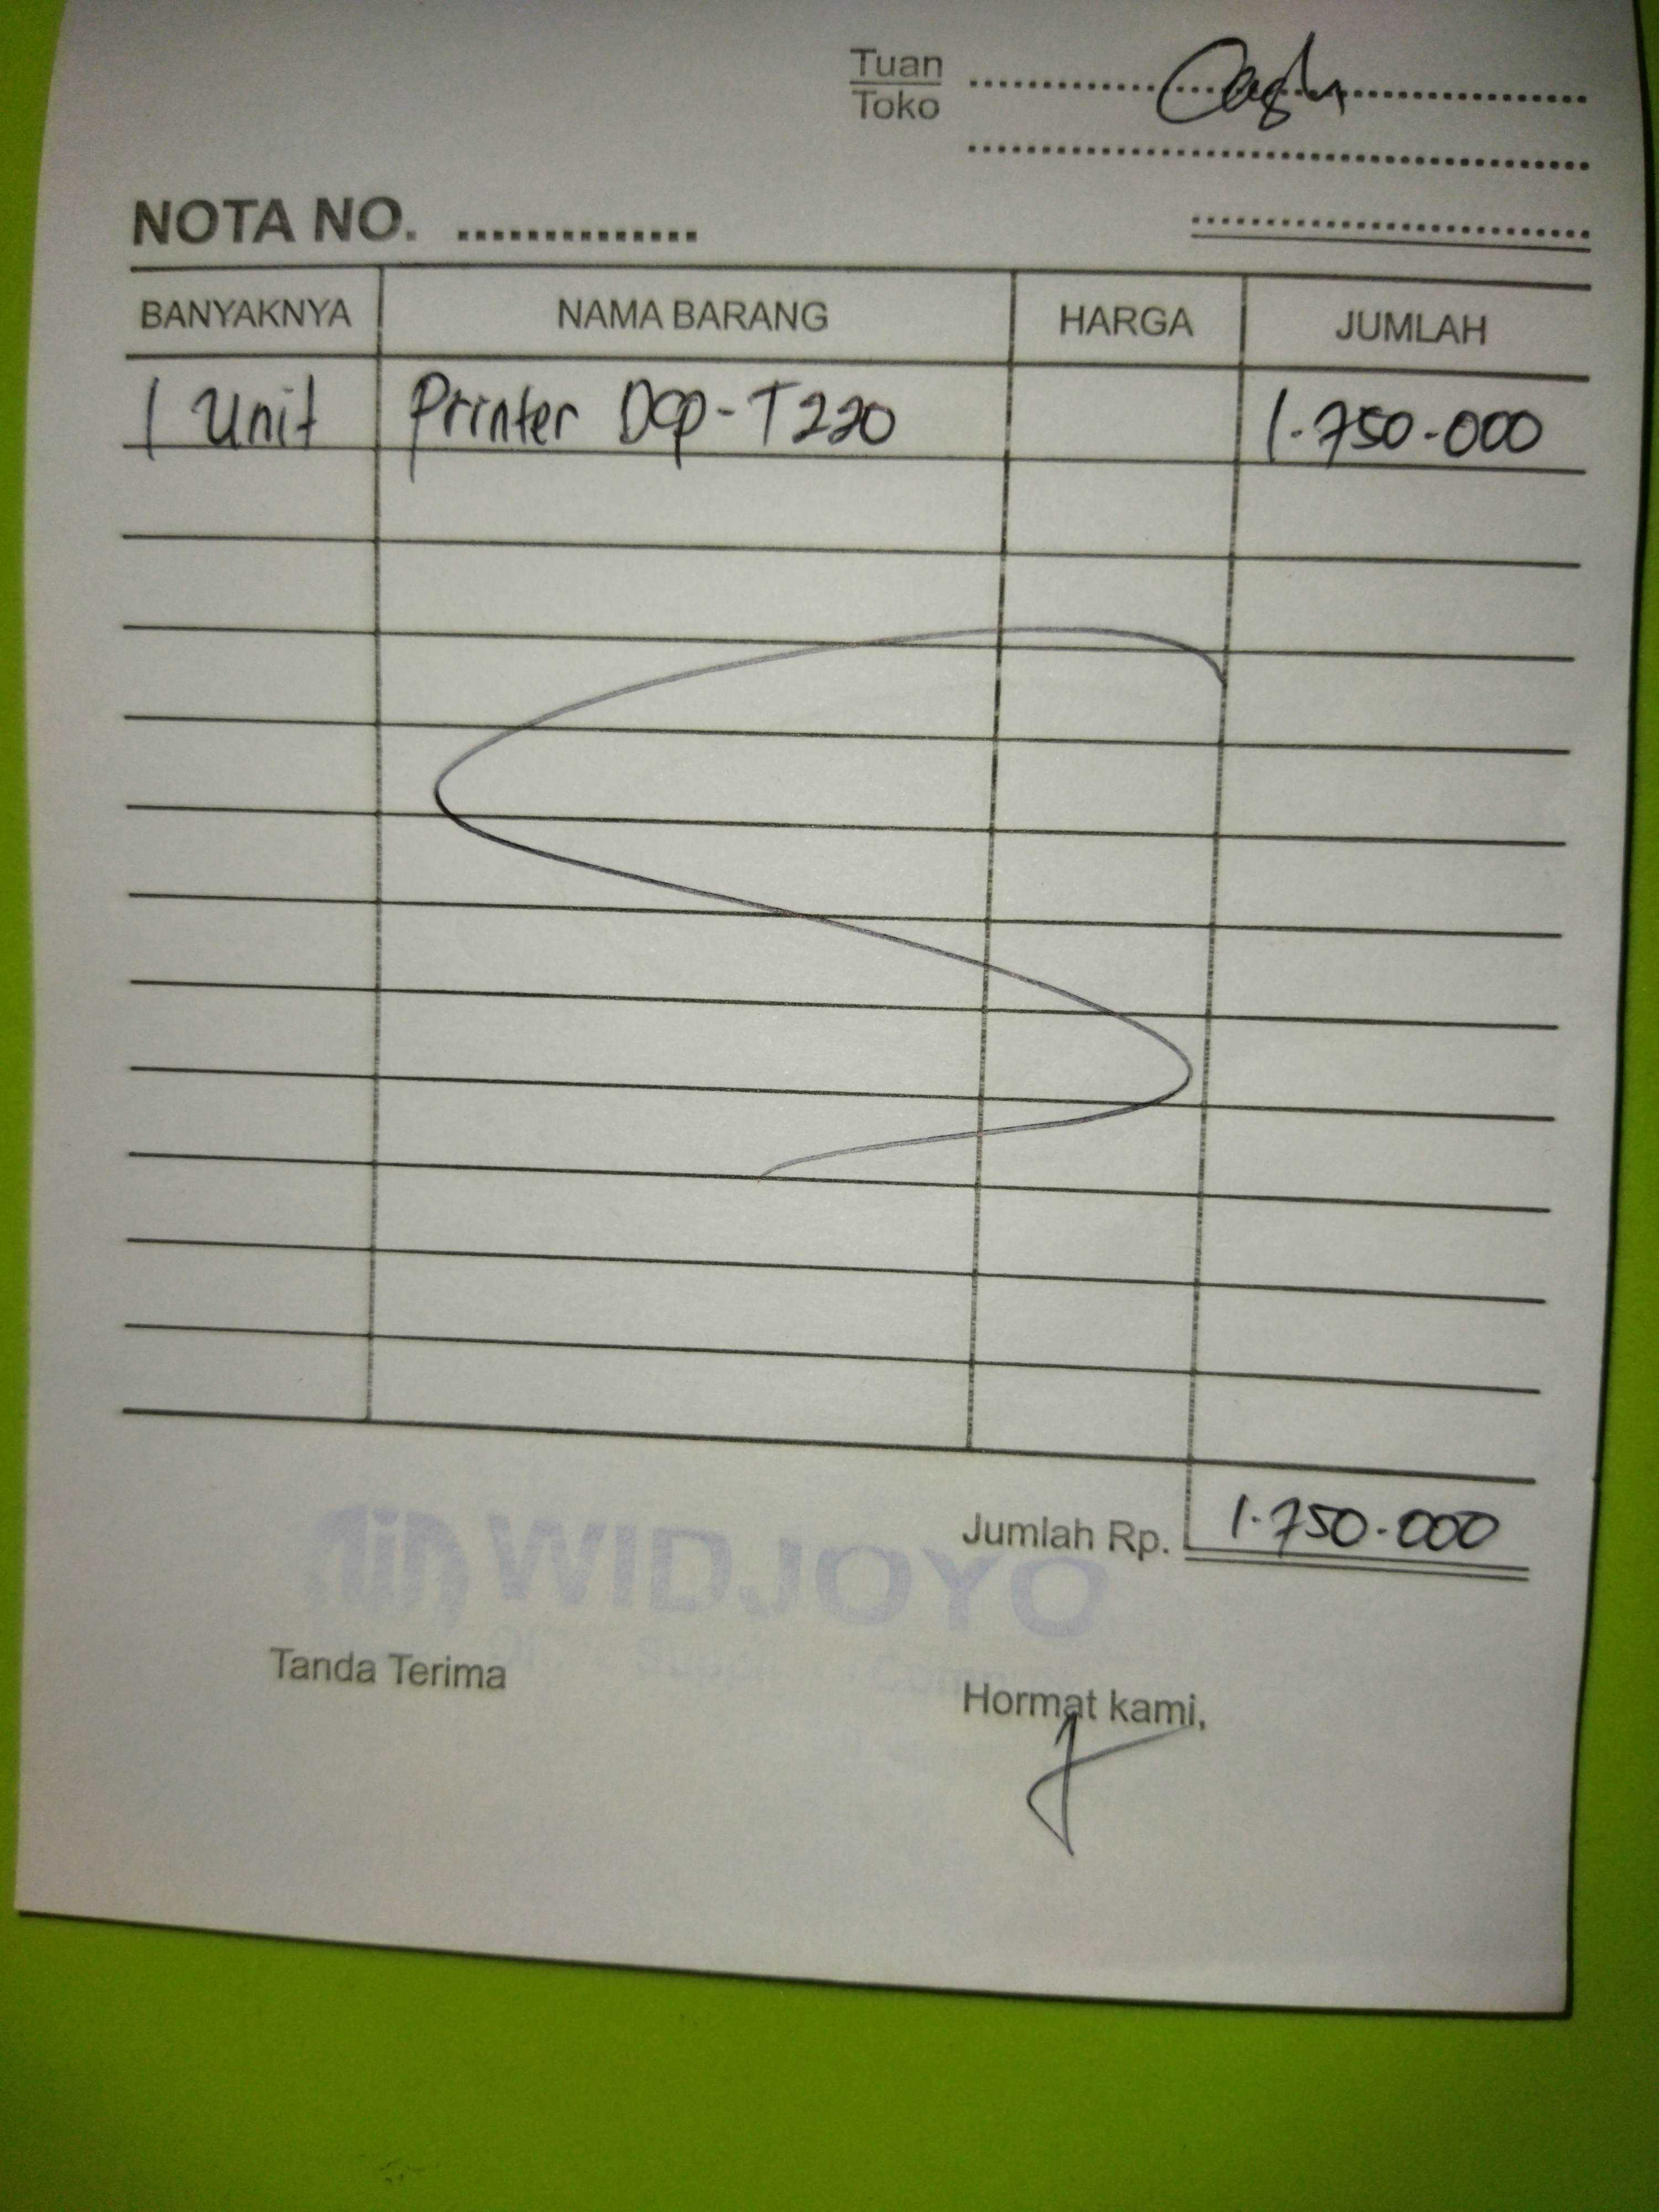 Tuan
Toko
Cash
NOTA NO. ..............
BANYAKNYA NAMA BARANG HARGA JUMLAH
1 Unit Printer Dcp-T220 1.750.000
Jumlah Rp. 1.750.000
WIDJOYO
Tanda Terima
Hormat kami,